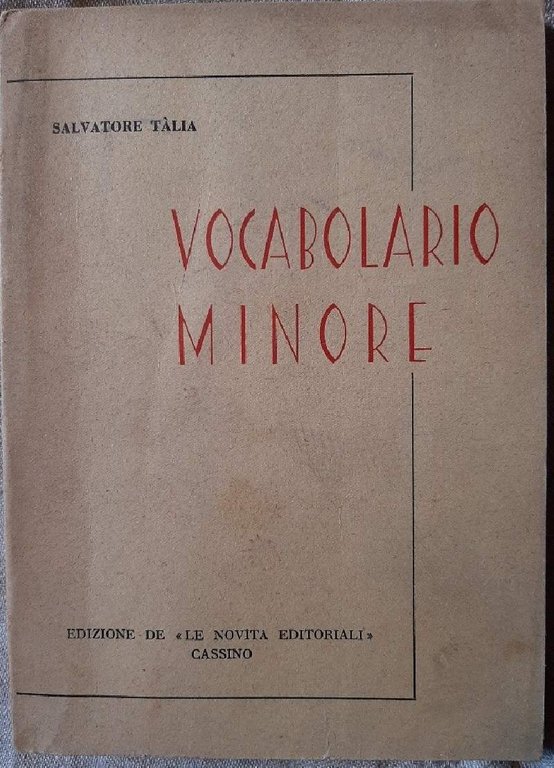 SALVATORE TÀLIA
VOCABOLARIO
MINORE
EDIZIONE DE «LE NOVITA EDITORIALI»
CASSINO